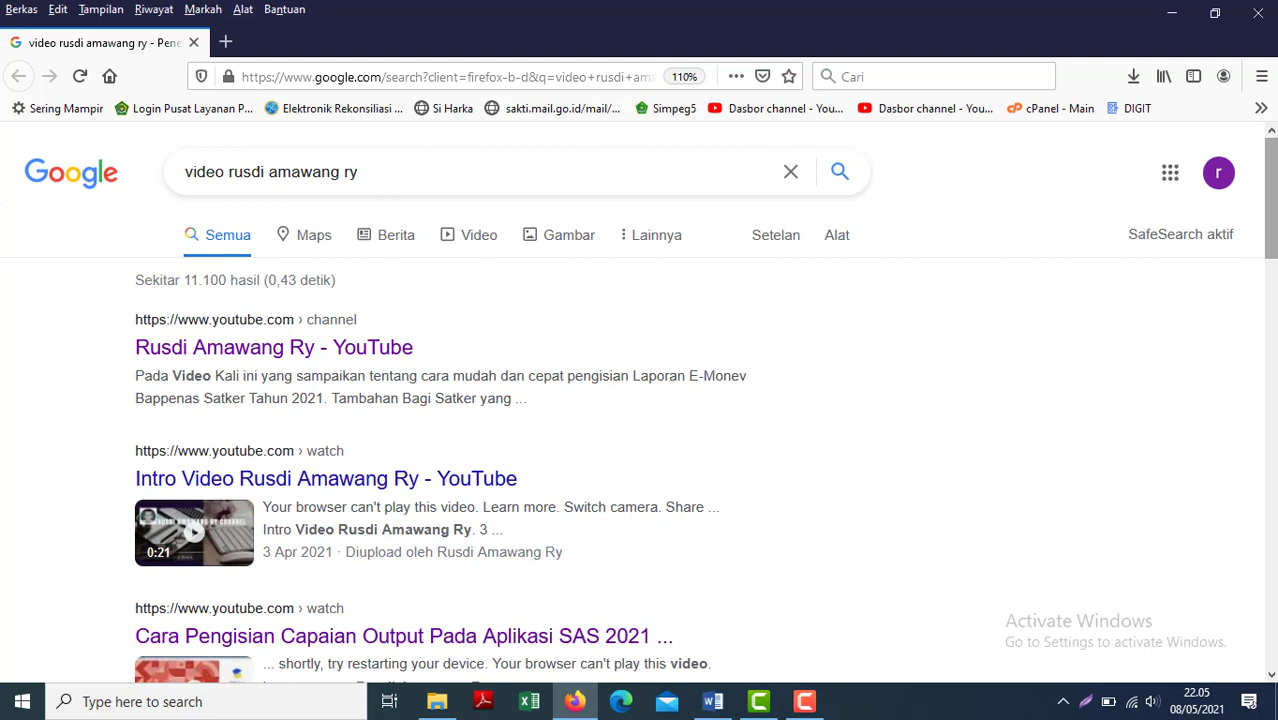 Berkas Edit Tampilan Riwayat Markah Alat Bantuan
video rusdi amawang ry - Pene
https://www.google.com/search?client=firefox-b-d&q=video+rusdi+ama 110% Cari
Sering Mampir Login Pusat Layanan P... Elektronik Rekonsiliasi ... Si Harka sakti.mail.go.id/mail/... Simpeg5 Dasbor channel - You... Dasbor channel - You... cPanel - Main DIGIT
Google video rusdi amawang ry r
Semua Maps Berita Video Gambar Lainnya Setelan Alat SafeSearch aktif
Sekitar 11.100 hasil (0,43 detik)
https://www.youtube.com › channel
Rusdi Amawang Ry - YouTube
Pada Video Kali ini yang sampaikan tentang cara mudah dan cepat pengisian Laporan E-Monev
Bappenas Satker Tahun 2021. Tambahan Bagi Satker yang ...
https://www.youtube.com › watch
Intro Video Rusdi Amawang Ry - YouTube
Your browser can't play this video. Learn more. Switch camera. Share ...
Intro Video Rusdi Amawang Ry. 3 ...
0:21
3 Apr 2021 · Diupload oleh Rusdi Amawang Ry
https://www.youtube.com › watch
Cara Pengisian Capaian Output Pada Aplikasi SAS 2021 ...
... shortly, try restarting your device. Your browser can't play this video.
Activate Windows
Go to Settings to activate Windows.
Type here to search
22.05
08/05/2021